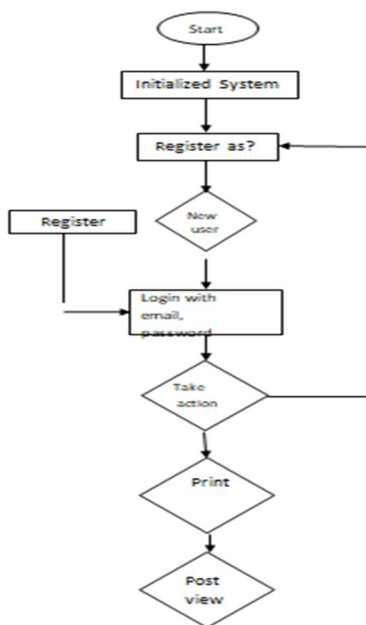 Start
Initialized System
Register as?
New
user
Register
Login with
email,
password
Take
action
Print
Post
view